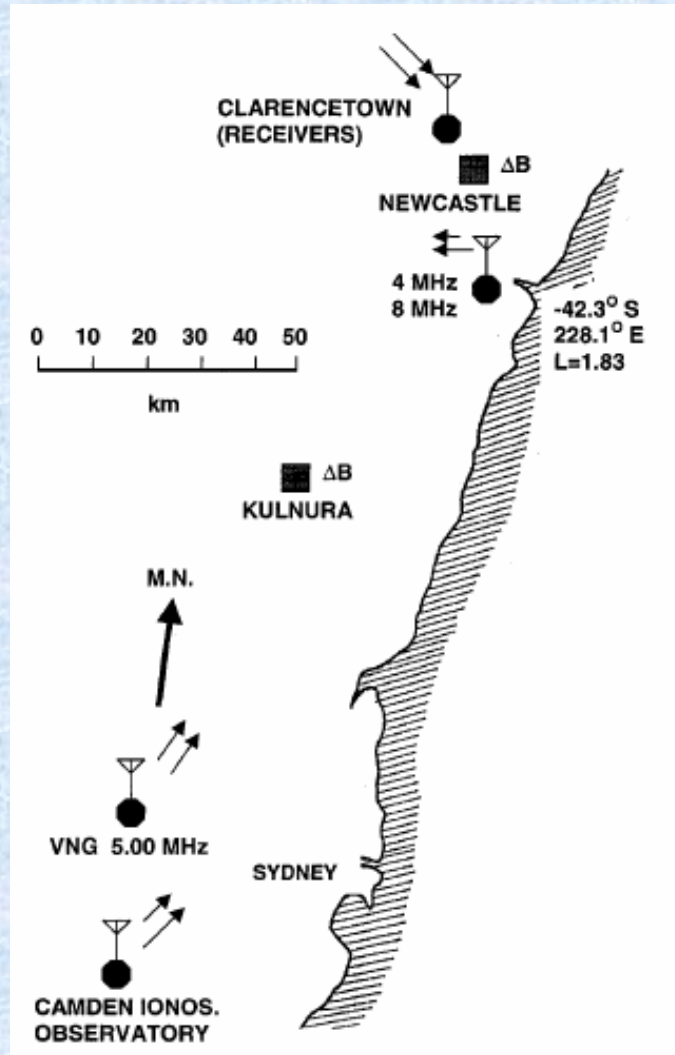 CLARENCETOWN
(RECEIVERS)
ΔB
NEWCASTLE
4 MHz
8 MHz
-42.3° S
228.1° E
L=1.83
0 10 20 30 50
km
ΔB
KULNURA
M.N.
VNG 5.00 MHz
SYDNEY
CAMDEN IONOS.
OBSERVATORY